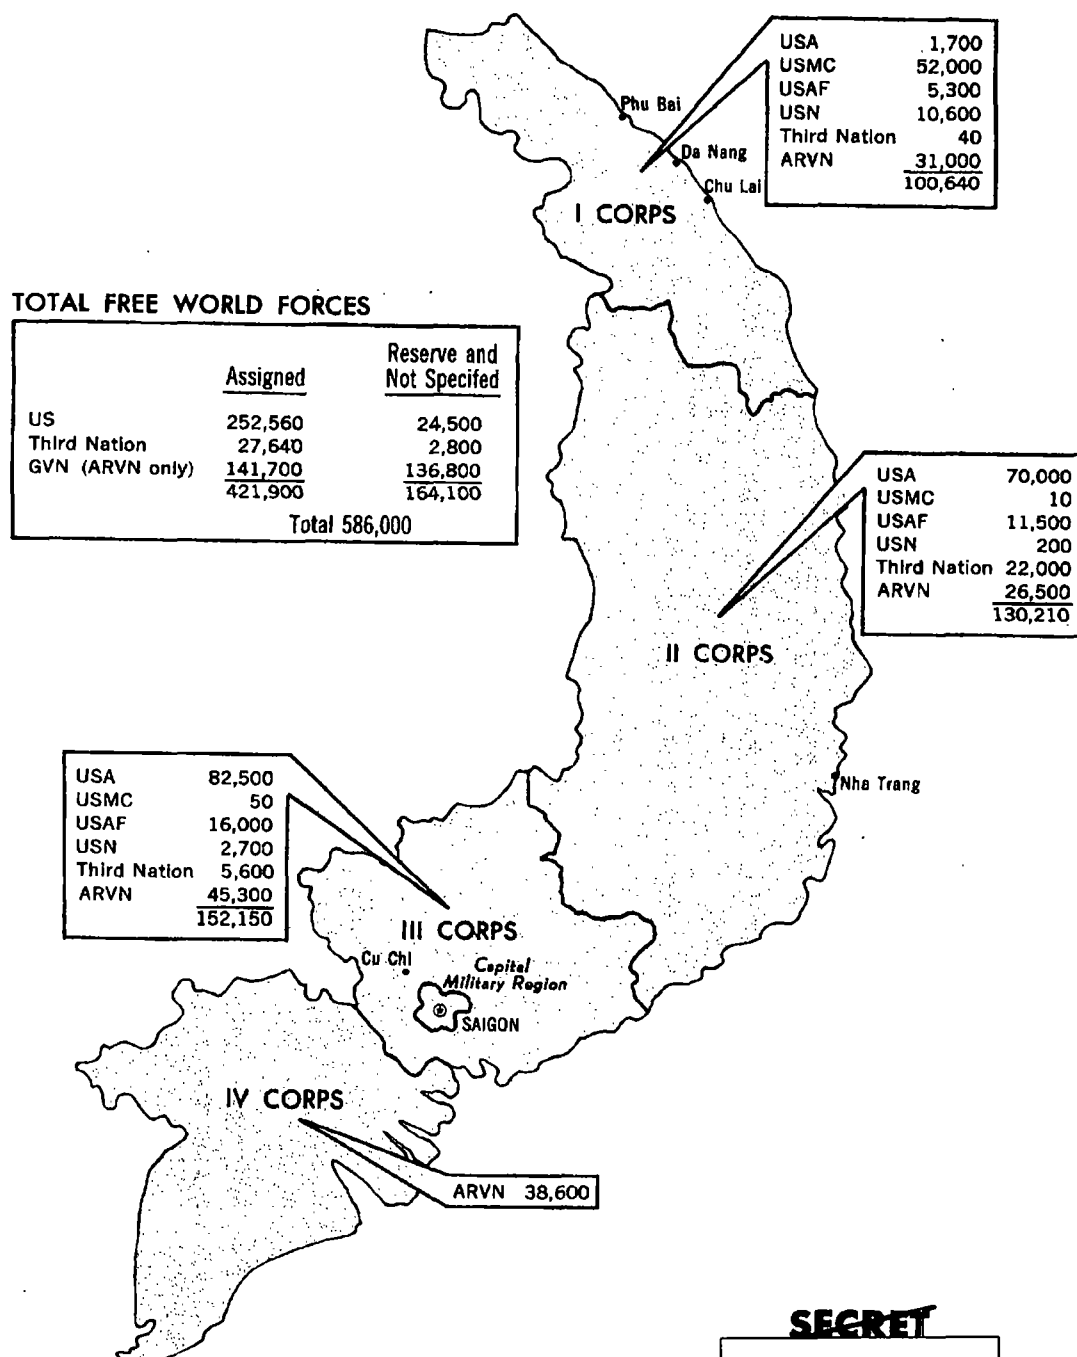 USA 1,700
USMC 52,000
USAF 5,300
USN 10,600
Third Nation 40
ARVN 31,000
100,640
Phu Bai
Da Nang
Chu Lai
I CORPS
TOTAL FREE WORLD FORCES
Reserve and
Assigned Not Specifed
US 252,560 24,500
Third Nation 27,640 2,800
GVN (ARVN only) 141,700 136,800
421,900 164,100
Total 586,000
USA 70,000
USMC 10
USAF 11,500
USN 200
Third Nation 22,000
ARVN 26,500
130,210
II CORPS
Nha Trang
USA 82,500
USMC 50
USAF 16,000
USN 2,700
Third Nation 5,600
ARVN 45,300
152,150
III CORPS
Cu Chi
Capital
Military Region
SAIGON
IV CORPS
ARVN 38,600
SECRET